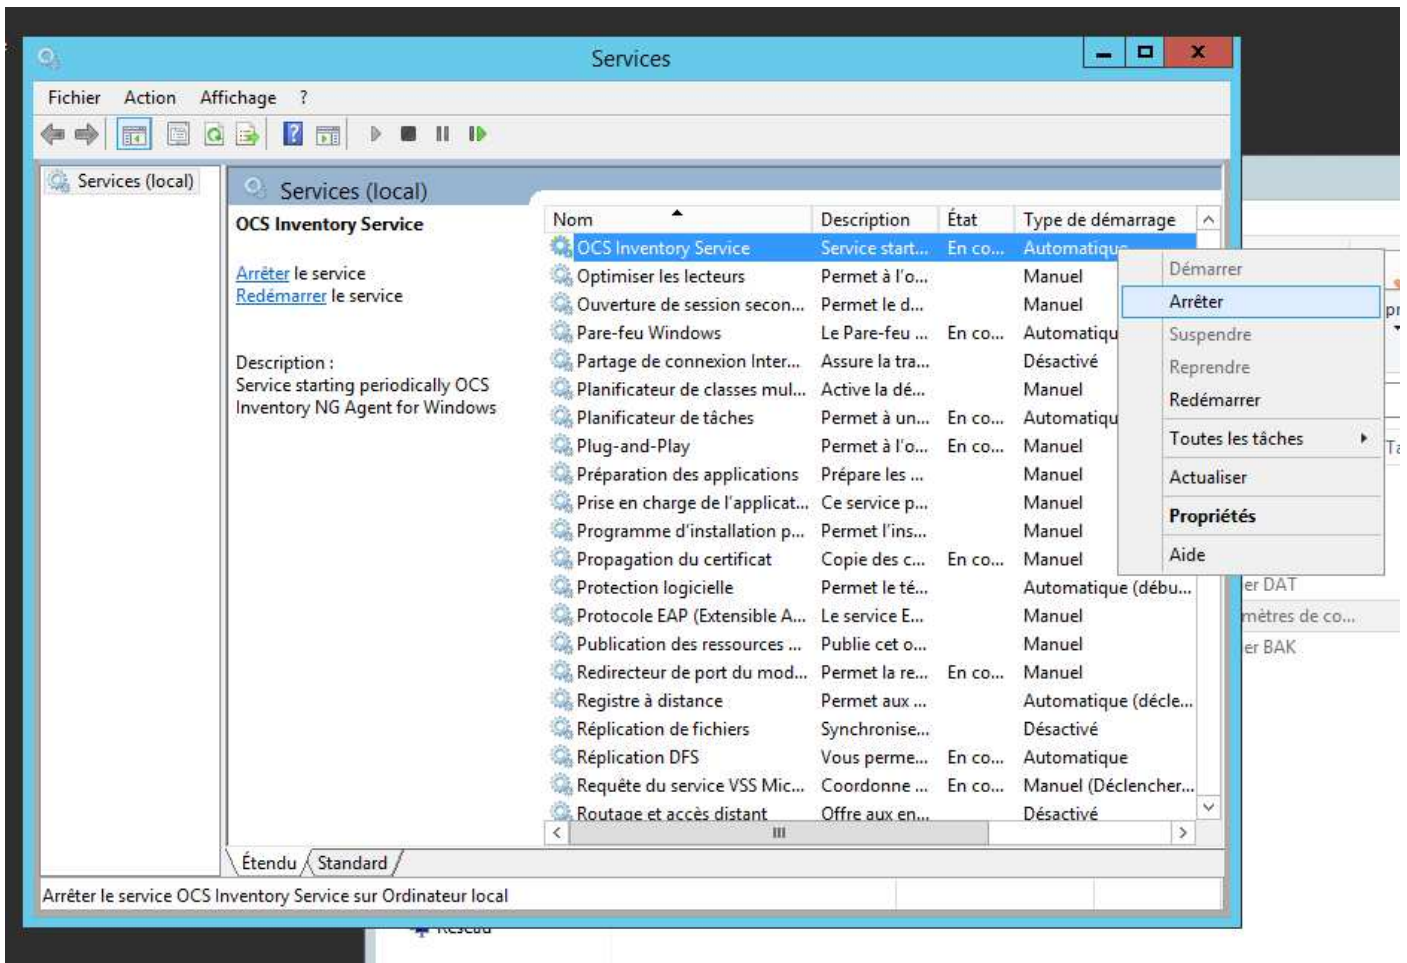 Services
Fichier Action Affichage ?
Services (local)
Services (local)
OCS Inventory Service
Arrêter le service
Redémarrer le service
Description :
Service starting periodically OCS
Inventory NG Agent for Windows
Nom Description État Type de démarrage
OCS Inventory Service Service start... En co... Automatique
Optimiser les lecteurs Permet à l'o... Manuel
Ouverture de session secon... Permet le d... Manuel
Pare-feu Windows Le Pare-feu ... En co... Automatiqu
Partage de connexion Inter... Assure la tra... Désactivé
Planificateur de classes mul... Active la dé... Manuel
Planificateur de tâches Permet à un... En co... Automatiqu
Plug-and-Play Permet à l'o... En co... Manuel
Préparation des applications Prépare les ... Manuel
Prise en charge de l'applicat... Ce service p... Manuel
Programme d'installation p... Permet l'ins... Manuel
Propagation du certificat Copie des c... En co... Manuel
Protection logicielle Permet le té... Automatique (débu...
Protocole EAP (Extensible A... Le service E... Manuel
Publication des ressources ... Publie cet o... Manuel
Redirecteur de port du mod... Permet la re... En co... Manuel
Registre à distance Permet aux ... Automatique (décle...
Réplication de fichiers Synchronise... Désactivé
Réplication DFS Vous perme... En co... Automatique
Requête du service VSS Mic... Coordonne ... En co... Manuel (Déclencher...
Routage et accès distant Offre aux en... Désactivé
Démarrer
Arrêter
Suspendre
Reprendre
Redémarrer
Toutes les tâches
Actualiser
Propriétés
Aide
pr
Ta
er DAT
mètres de co...
er BAK
Étendu Standard
Arrêter le service OCS Inventory Service sur Ordinateur local
Réseau